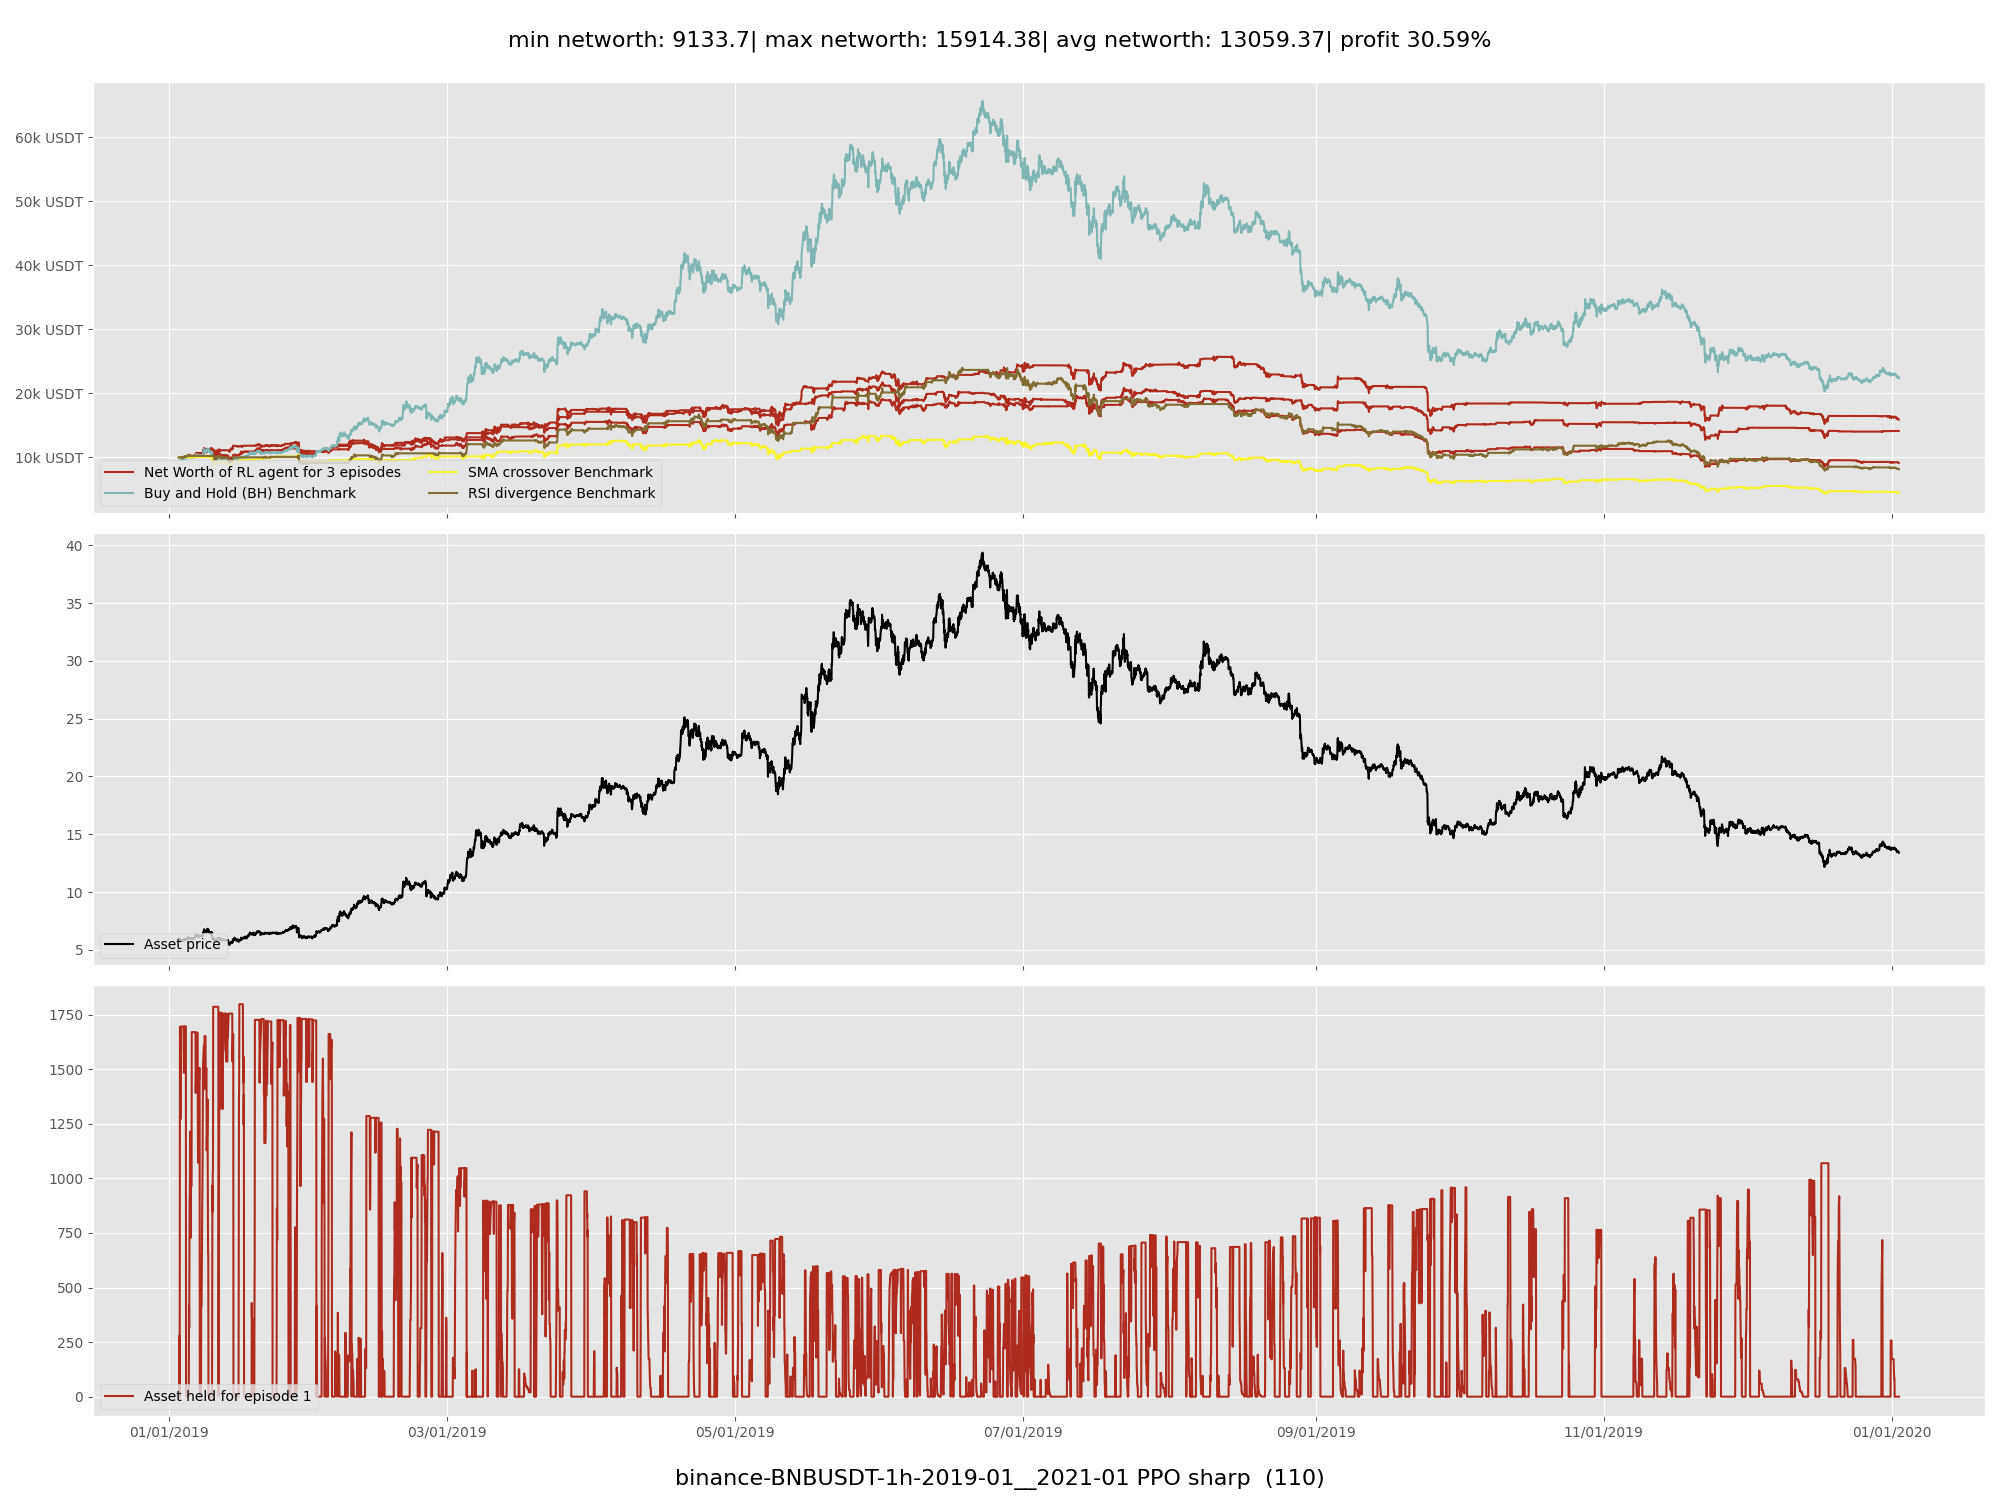 min networth: 9133.7| max networth: 15914.38| avg networth: 13059.37| profit 30.59%
60k USDT
50k USDT
40k USDT
30k USDT
20k USDT
10k USDT
Net Worth of RL agent for 3 episodes
Buy and Hold (BH) Benchmark
SMA crossover Benchmark
RSI divergence Benchmark
40
35
30
25
20
15
10
5
Asset price
1750
1500
1250
1000
750
500
250
0
Asset held for episode 1
01/01/2019 03/01/2019 05/01/2019 07/01/2019 09/01/2019 11/01/2019 01/01/2020
binance-BNBUSDT-1h-2019-01__2021-01 PPO sharp (110)